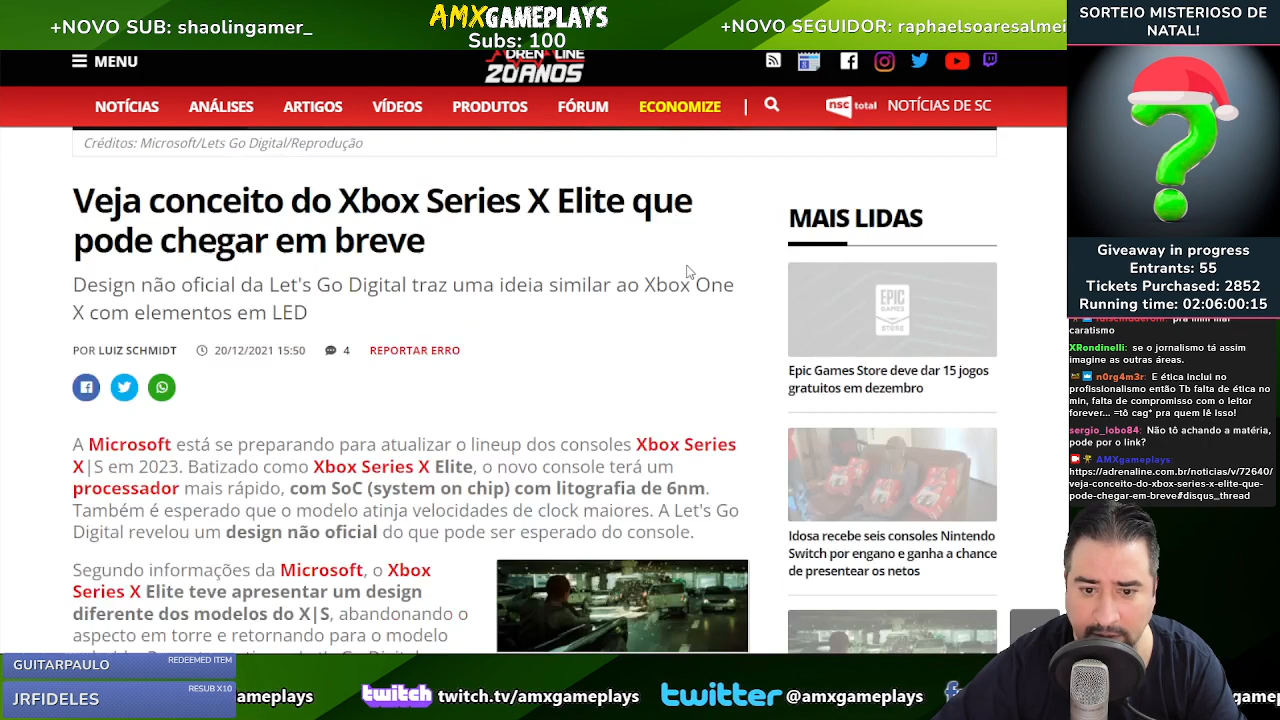 +NOVO SUB: shaolingamer_
AMXGAMEPLAYS
Subs: 100
+NOVO SEGUIDOR: raphaelsoaresalmei
MENU
ADRENALINE
20 ANOS
NOTÍCIAS ANÁLISES ARTIGOS VÍDEOS PRODUTOS FÓRUM ECONOMIZE | nsc total NOTÍCIAS DE SC
Créditos: Microsoft/Lets Go Digital/Reprodução
Veja conceito do Xbox Series X Elite que
pode chegar em breve
Design não oficial da Let's Go Digital traz uma ideia similar ao Xbox One
X com elementos em LED
POR LUIZ SCHMIDT 20/12/2021 15:50 4 REPORTAR ERRO
A Microsoft está se preparando para atualizar o lineup dos consoles Xbox Series
X|S em 2023. Batizado como Xbox Series X Elite, o novo console terá um
processador mais rápido, com SoC (system on chip) com litografia de 6nm.
Também é esperado que o modelo atinja velocidades de clock maiores. A Let's Go
Digital revelou um design não oficial do que pode ser esperado do console.
Segundo informações da Microsoft, o Xbox
Series X Elite teve apresentar um design
diferente dos modelos do X|S, abandonando o
aspecto em torre e retornando para o modelo
MAIS LIDAS
EPIC
GAMES
STORE
Epic Games Store deve dar 15 jogos
gratuitos em dezembro
Idosa recebe seis consoles Nintendo
Switch por engano e ganha a chance
de presentear os netos
SORTEIO MISTERIOSO DE
NATAL!
Giveaway in progress
Entrants: 55
Tickets Purchased: 2852
Running time: 02:06:00:15
caratismo
XRondinelli: se o jornalismo tá assim
imagine as outras áreas.
n0rg4m3r: E ética inclui no
profissionalismo então Tb falta de ética no
min, falta de compromisso com o leitor
forever... =tô cag* pra quem lê isso!
sergio_lobo84: Não tô achando a matéria,
pode por o link?
AMXgameplays:
https://adrenaline.com.br/noticias/v/72640/
veja-conceito-do-xbox-series-x-elite-que-
pode-chegar-em-breve#disqus_thread
GUITARPAULO REDEEMED ITEM
JRFIDELES RESUB X10
ameplays twitch twitch.tv/amxgameplays twitter @amxgameplays game